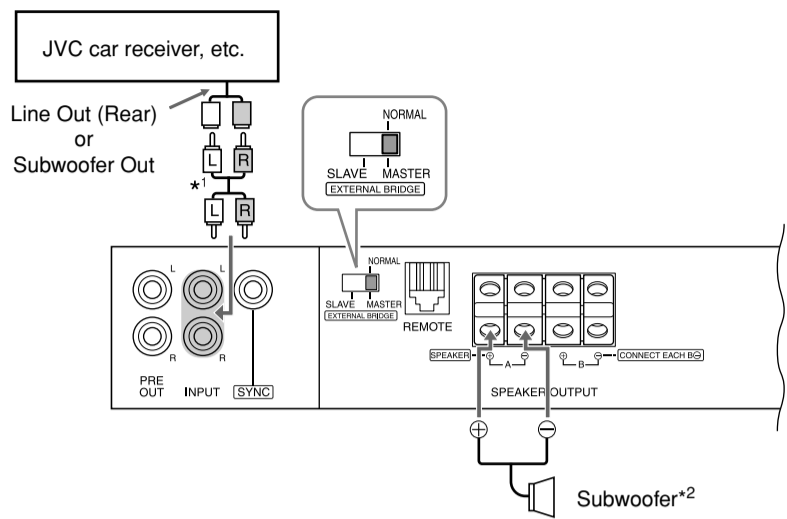 JVC car receiver, etc.
Line Out (Rear)
or
Subwoofer Out
L R
*1
L R
NORMAL
SLAVE MASTER
EXTERNAL BRIDGE
L
L
NORMAL
SLAVE MASTER
EXTERNAL BRIDGE
REMOTE
R
R
PRE
OUT
INPUT
SYNC
SPEAKER ⊕ A ⊖ ⊕ B ⊖ CONNECT EACH B⊖
SPEAKER OUTPUT
⊕ ⊖
Subwoofer*2